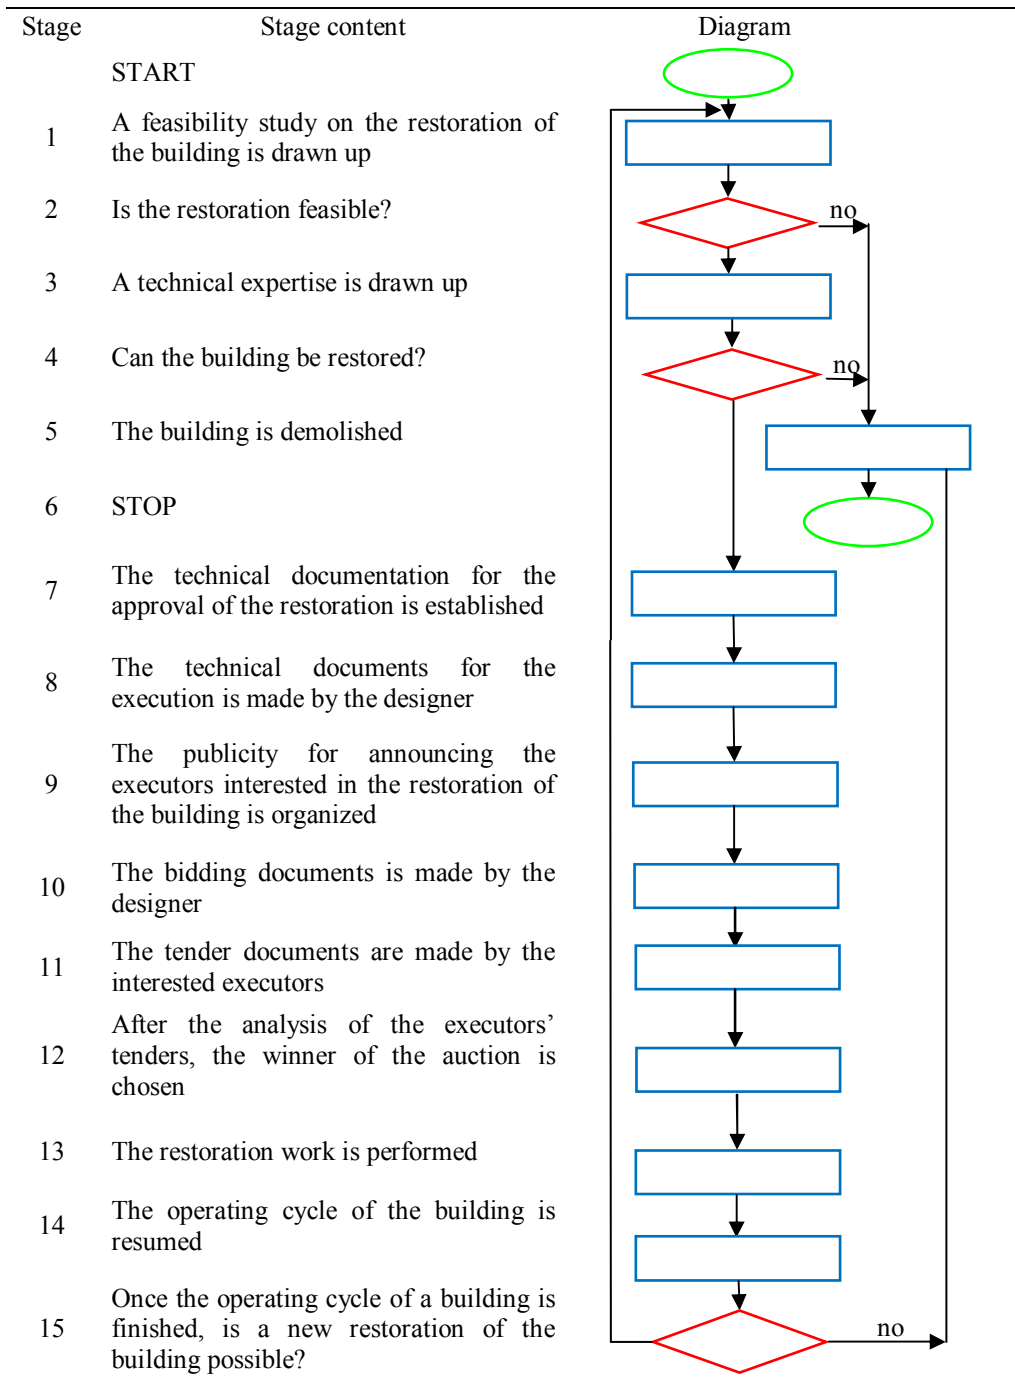 Stage Stage content Diagram
START
1 A feasibility study on the restoration of
the building is drawn up
2 Is the restoration feasible? no
3 A technical expertise is drawn up
4 Can the building be restored? no
5 The building is demolished
6 STOP
7 The technical documentation for the
approval of the restoration is established
8 The technical documents for the
execution is made by the designer
9 The publicity for announcing the
executors interested in the restoration of
the building is organized
10 The bidding documents is made by the
designer
11 The tender documents are made by the
interested executors
12 After the analysis of the executors’
tenders, the winner of the auction is
chosen
13 The restoration work is performed
14 The operating cycle of the building is
resumed
15 Once the operating cycle of a building is
finished, is a new restoration of the
building possible? no